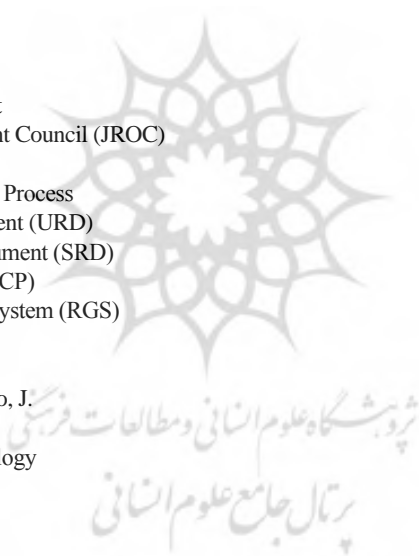 t
nt Council (JROC)
Process
ent (URD)
ument (SRD)
CP)
ystem (RGS)
o, J.
پژوهشگاه علوم انسانی و مطالعات فرهنگی
logy
پرتال جامع علوم انسانی